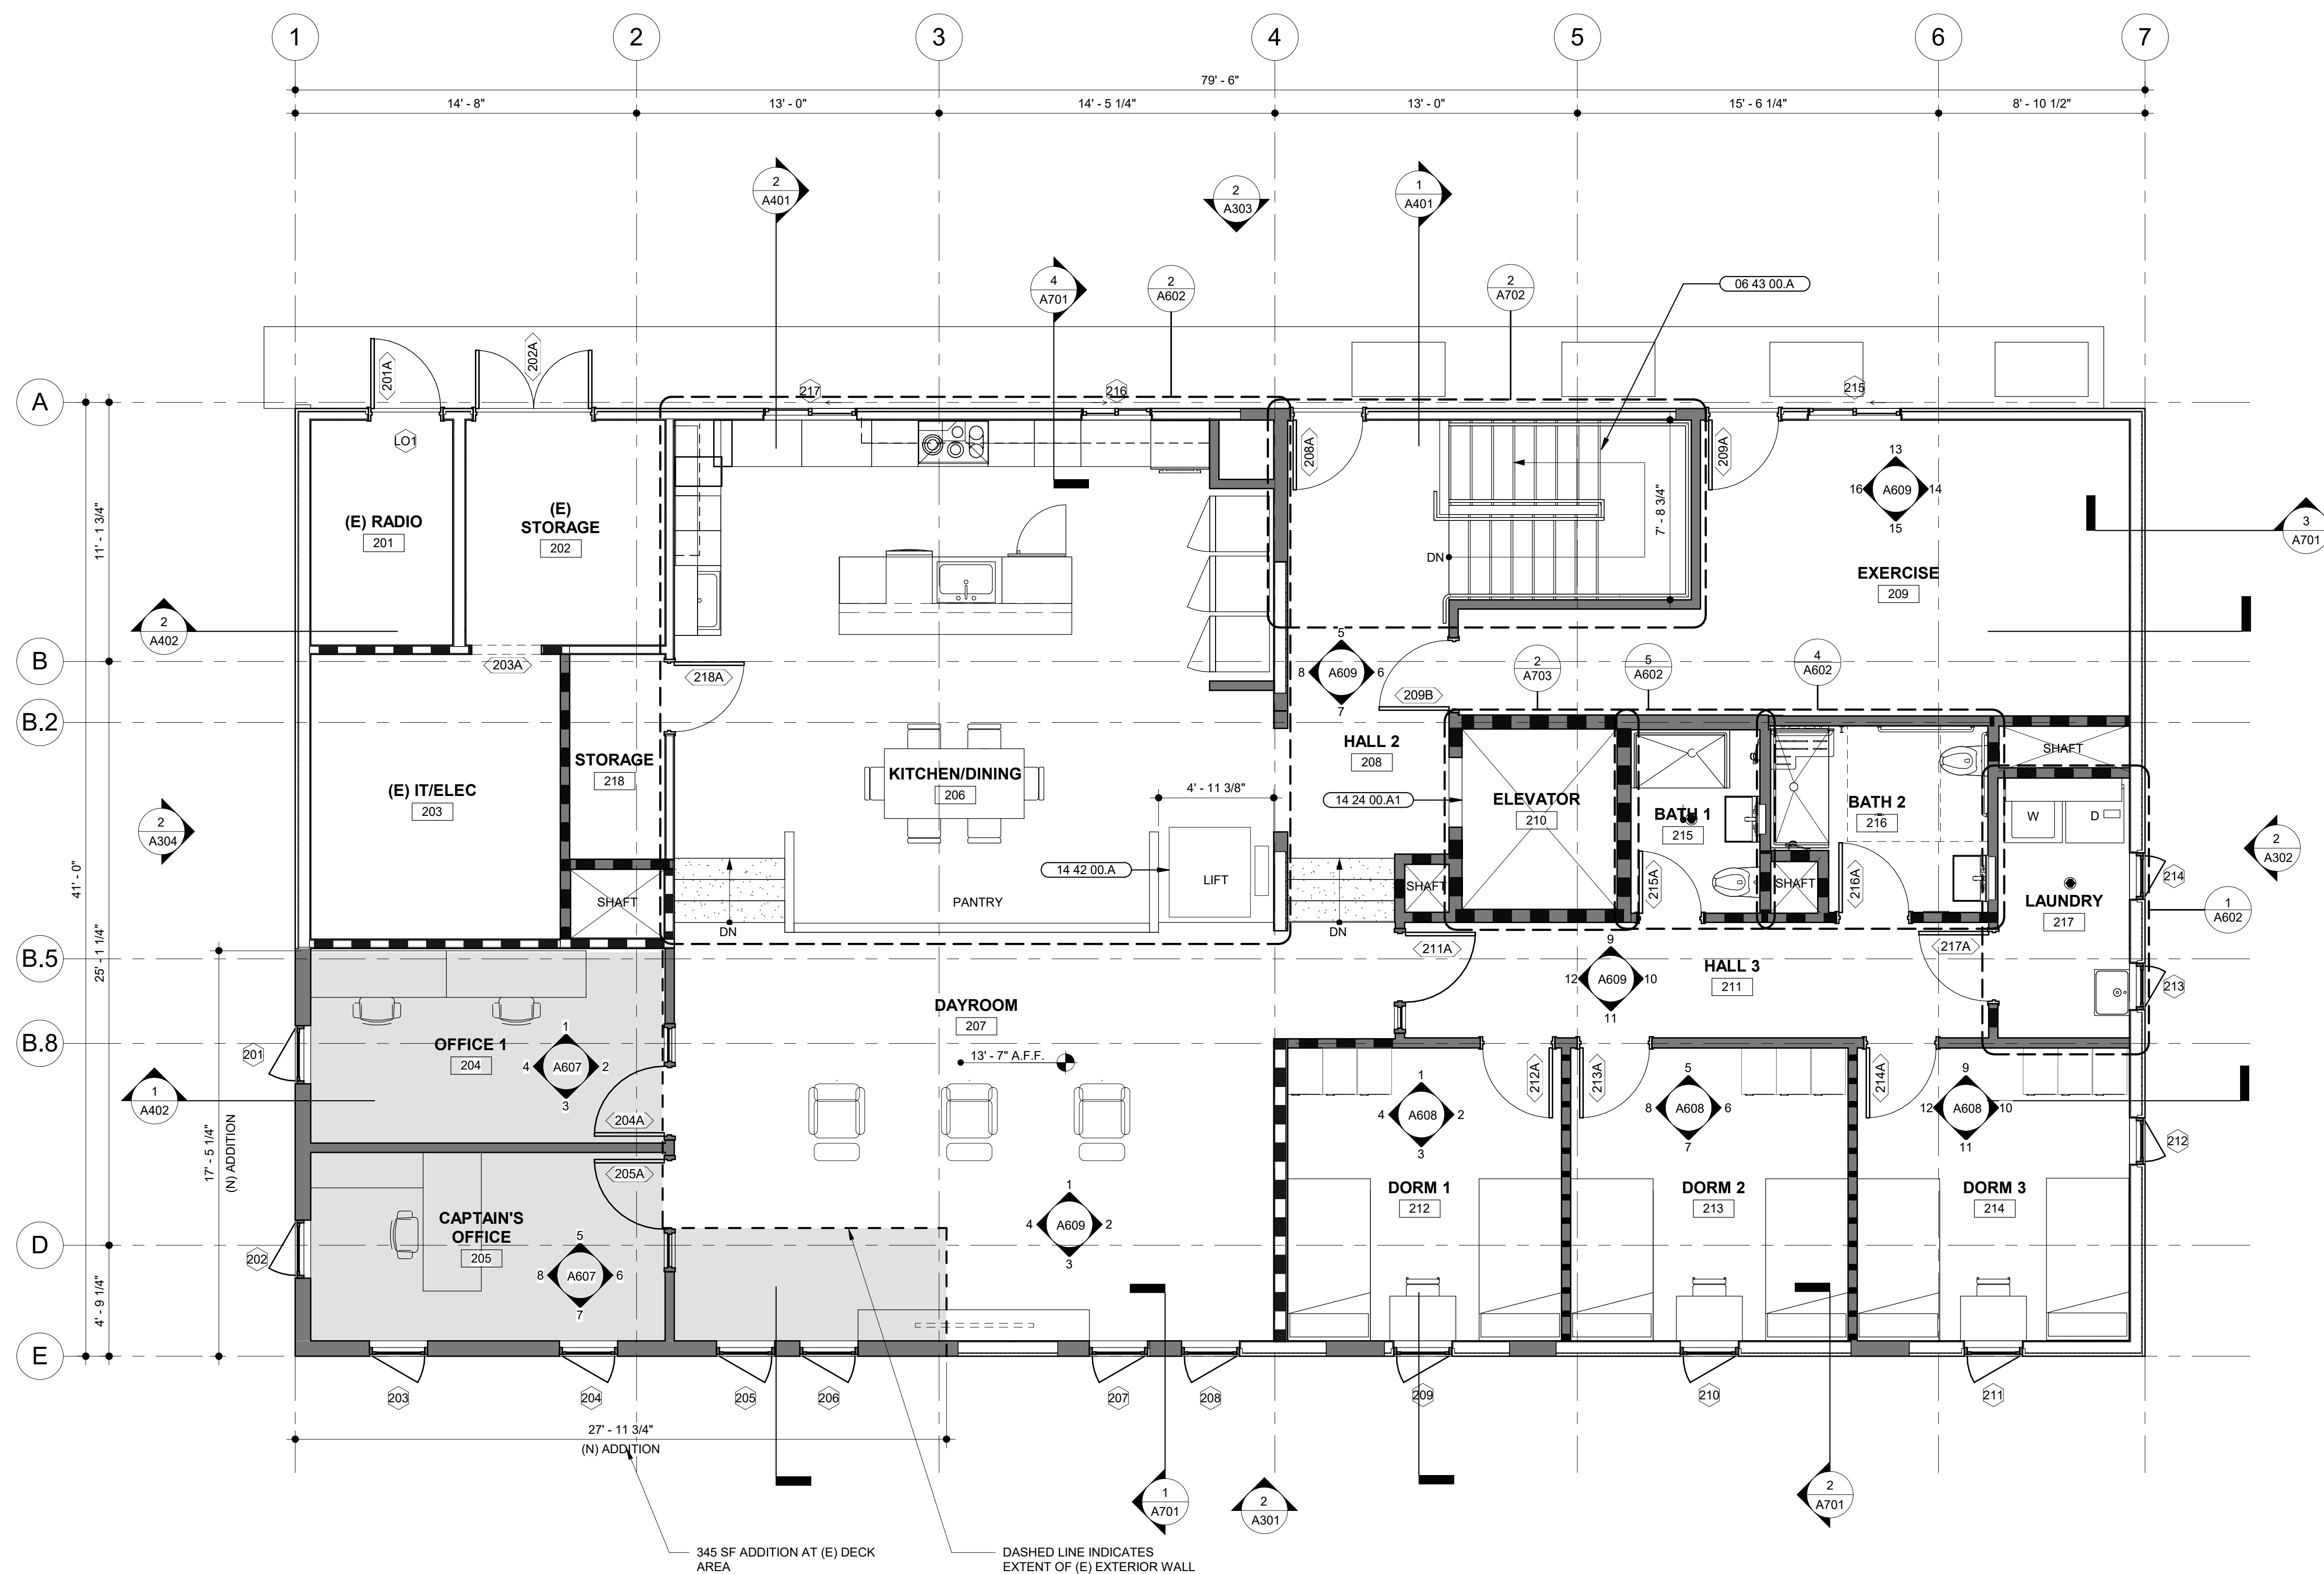 1
2
3
4
5
6
7
79' - 6"
14' - 8"
13' - 0"
14' - 5 1/4"
13' - 0"
15' - 6 1/4"
8' - 10 1/2"
2
A401
2
A303
1
A401
4
A701
2
A602
2
A702
06 43 00.A
201A
202A
217
216
215
A
LO1
208A
209A
13
16
A609
14
15
(E) RADIO
201
(E)
STORAGE
202
11' - 1 3/4"
7' - 8 3/4"
DN
3
A701
EXERCISE
209
2
A402
B
203A
218A
5
8
A609
6
7
209B
2
A703
5
A602
4
A602
B.2
HALL 2
208
SHAFT
STORAGE
218
KITCHEN/DINING
206
(E) IT/ELEC
203
4' - 11 3/8"
14 24 00.A1
ELEVATOR
210
BATH 1
215
BATH 2
216
W
D
2
A304
2
A302
41' - 0"
14 42 00.A
LIFT
SHAFT
PANTRY
SHAFT
215A
SHAFT
216A
214
LAUNDRY
217
1
A602
DN
DN
211A
217A
B.5
25' - 1 1/4"
9
12
A609
10
11
HALL 3
211
213
DAYROOM
207
13' - 7" A.F.F.
B.8
201
OFFICE 1
204
1
4
A607
2
3
1
A402
204A
212A
213A
214A
1
4
A608
2
3
5
8
A608
6
7
9
12
A608
10
11
212
17' - 5 1/4"
(N) ADDITION
205A
DORM 1
212
DORM 2
213
DORM 3
214
CAPTAIN'S
OFFICE
205
1
4
A609
2
3
D
202
5
8
A607
6
7
4' - 9 1/4"
E
203
204
205
206
207
208
209
210
211
27' - 11 3/4"
(N) ADDITION
1
A701
2
A301
2
A701
345 SF ADDITION AT (E) DECK
AREA
DASHED LINE INDICATES
EXTENT OF (E) EXTERIOR WALL